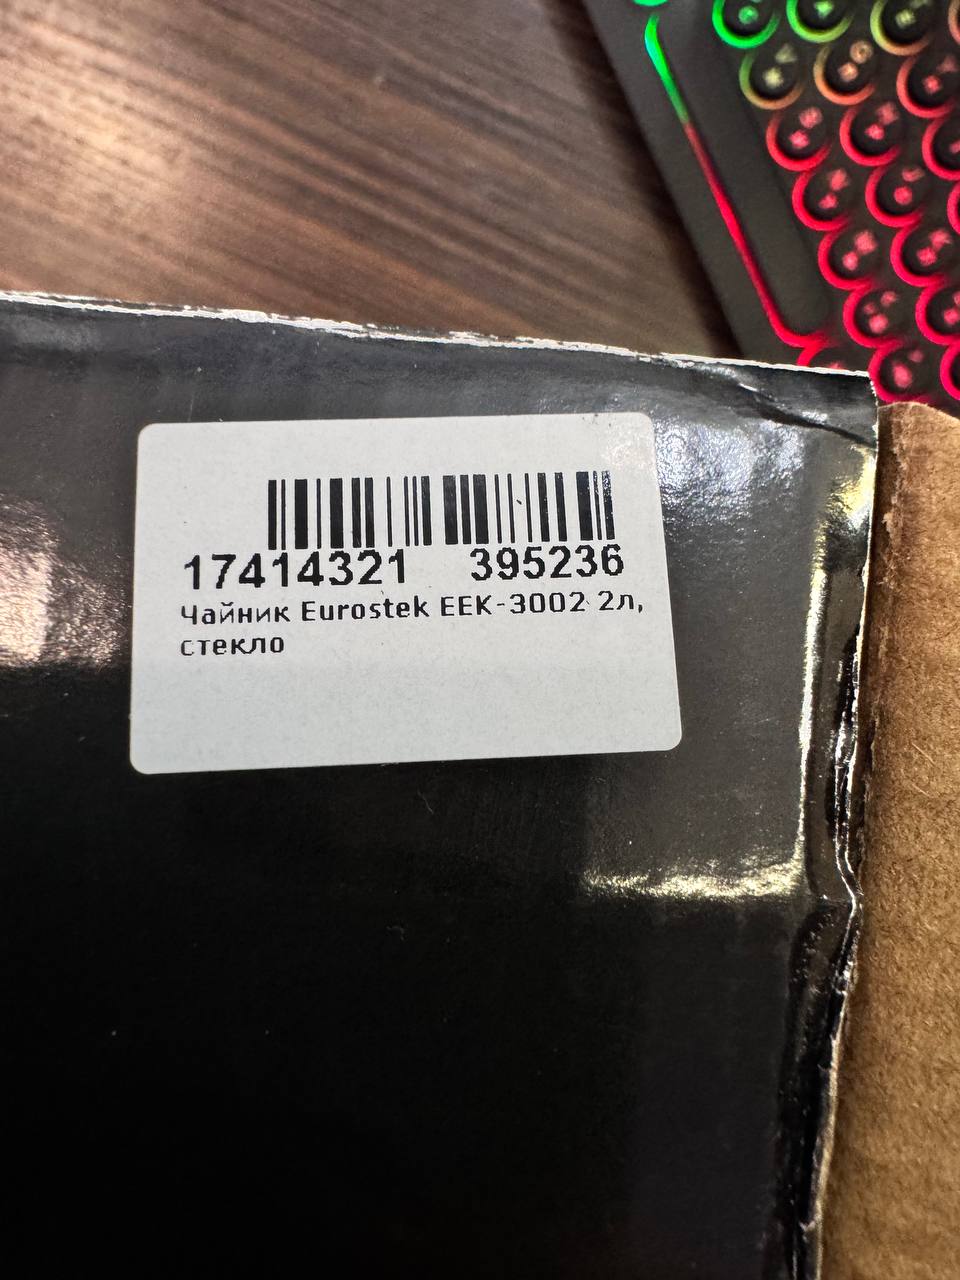 17414321 395236
Чайник Eurostek EEK-3002 2л,
стекло